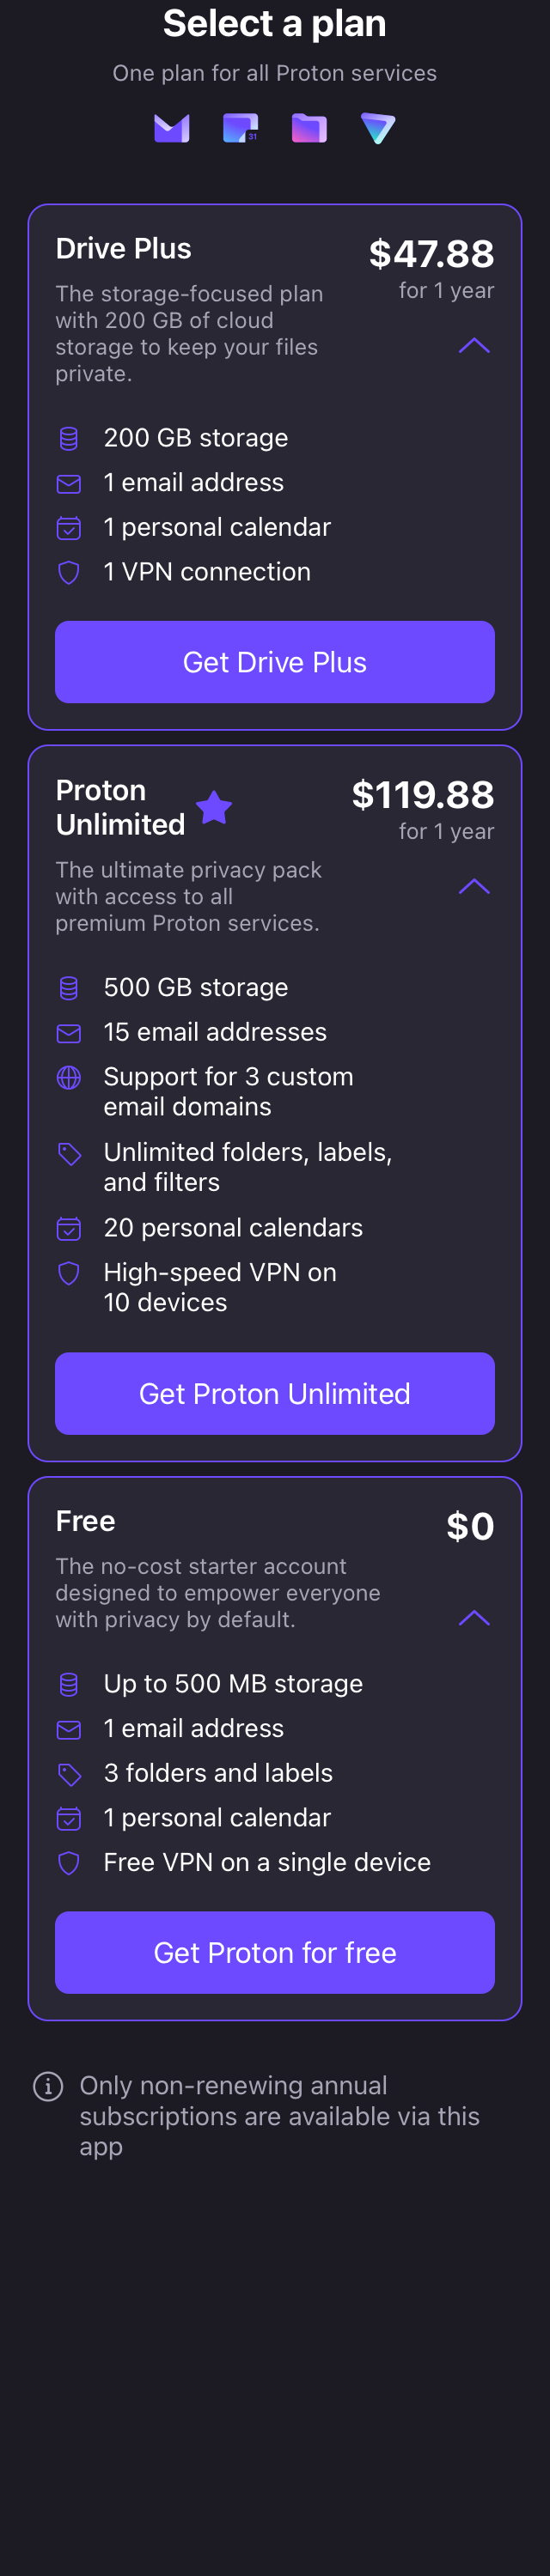 Select a plan
One plan for all Proton services
31
Drive Plus
$47.88
for 1 year
The storage-focused plan
with 200 GB of cloud
storage to keep your files
private.
200 GB storage
1 email address
1 personal calendar
1 VPN connection
Get Drive Plus
Proton
Unlimited
$119.88
for 1 year
The ultimate privacy pack
with access to all
premium Proton services.
500 GB storage
15 email addresses
Support for 3 custom
email domains
Unlimited folders, labels,
and filters
20 personal calendars
High-speed VPN on
10 devices
Get Proton Unlimited
Free
$0
The no-cost starter account
designed to empower everyone
with privacy by default.
Up to 500 MB storage
1 email address
3 folders and labels
1 personal calendar
Free VPN on a single device
Get Proton for free
Only non-renewing annual
subscriptions are available via this
app